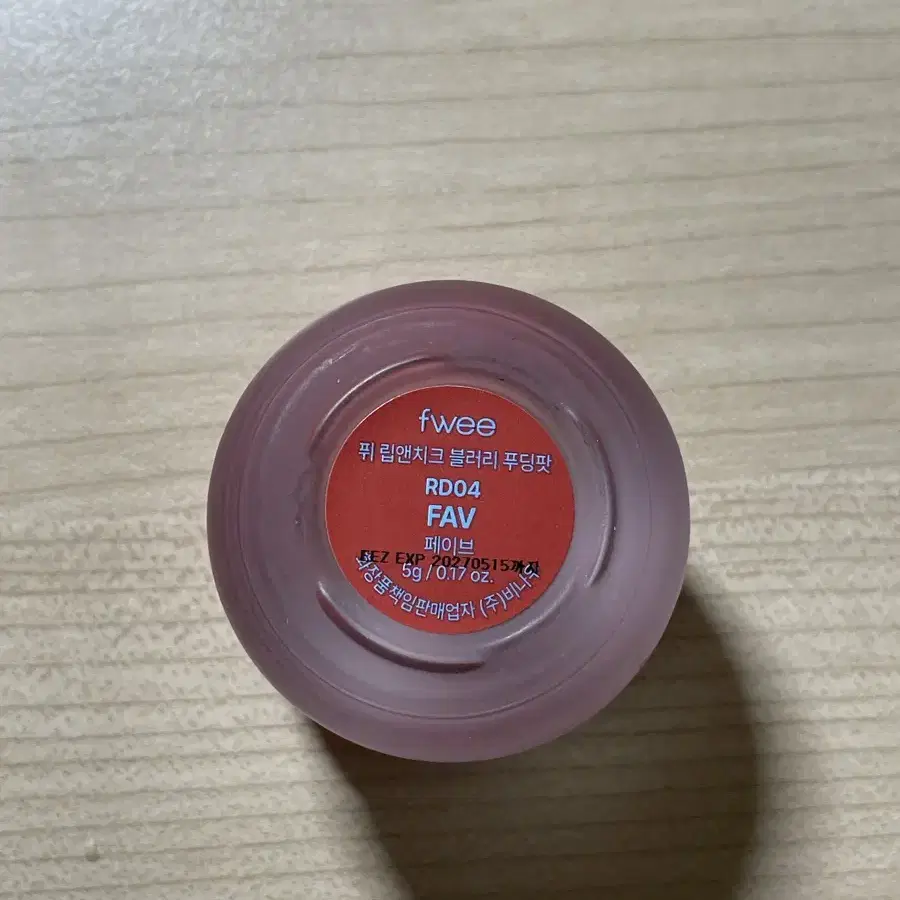 fwee
퓌 립앤치크 블러리 푸딩팟
RD04
FAV
페이브
EXP 20270515까지
5g / 0.17 oz.
화장품책임판매업자 (주)비나우